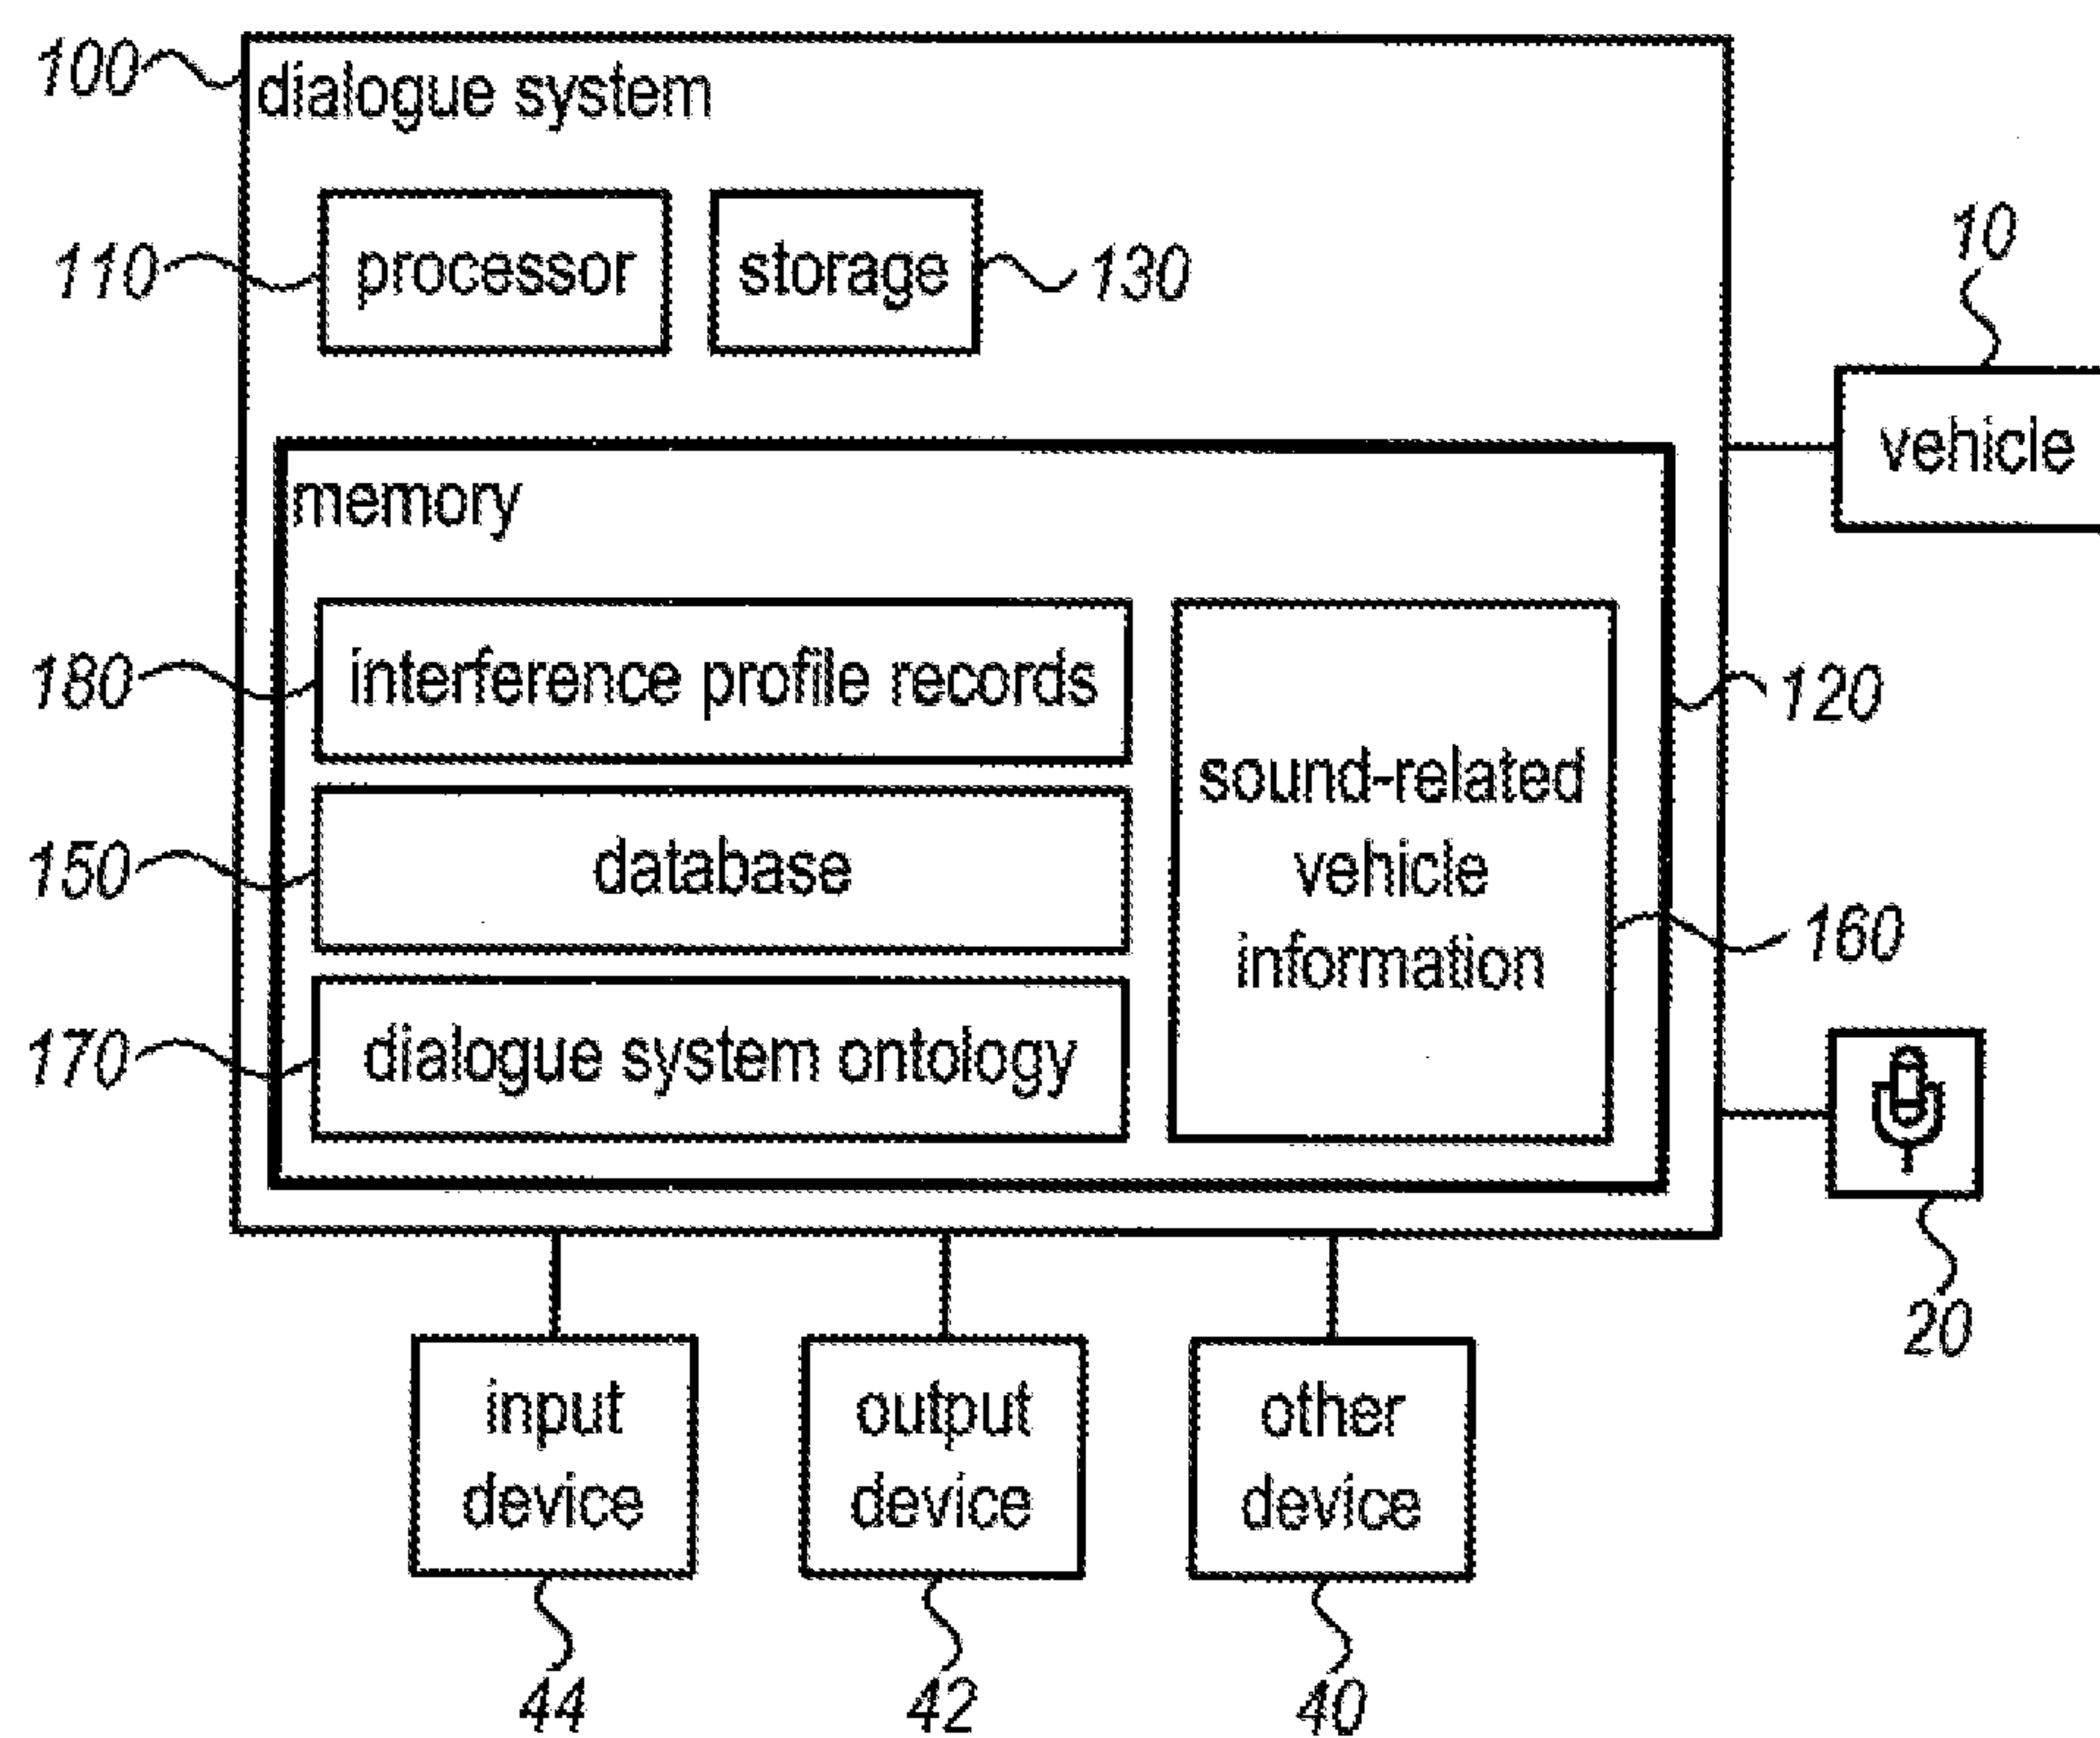 100
dialogue system
110
processor
storage
130
10
vehicle
memory
180
interference profile records
120
150
database
sound-related
vehicle
information
160
170
dialogue system ontology
20
input
device
output
device
other
device
44
42
40